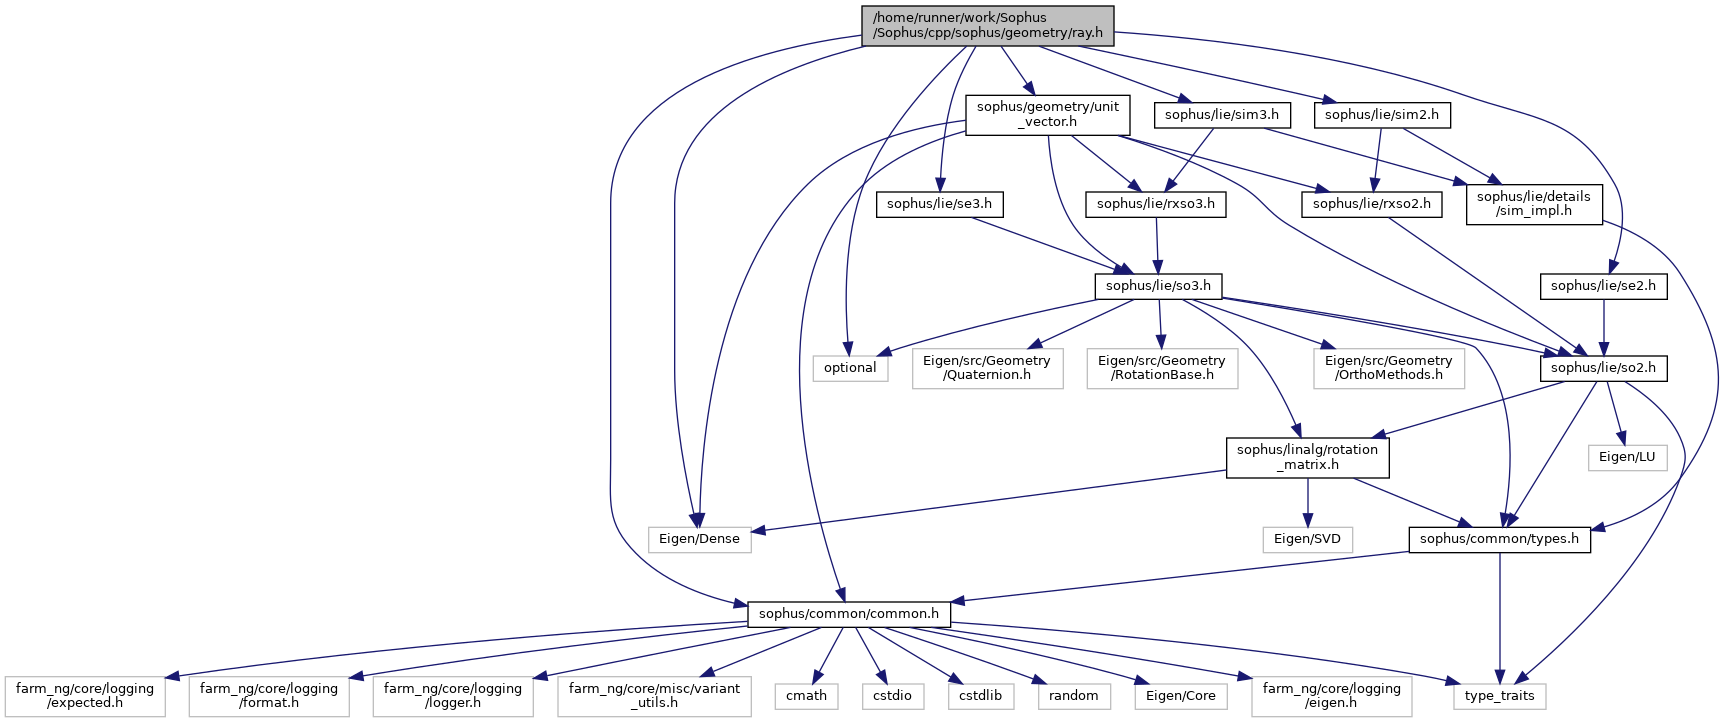 /home/runner/work/Sophus
/Sophus/cpp/sophus/geometry/ray.h
sophus/geometry/unit
_vector.h
sophus/lie/sim3.h
sophus/lie/sim2.h
sophus/lie/se3.h
sophus/lie/rxso3.h
sophus/lie/rxso2.h
sophus/lie/details
/sim_impl.h
sophus/lie/so3.h
sophus/lie/se2.h
optional
Eigen/src/Geometry
/Quaternion.h
Eigen/src/Geometry
/RotationBase.h
Eigen/src/Geometry
/OrthoMethods.h
sophus/lie/so2.h
sophus/linalg/rotation
_matrix.h
Eigen/LU
Eigen/Dense
Eigen/SVD
sophus/common/types.h
sophus/common/common.h
farm_ng/core/logging
/expected.h
farm_ng/core/logging
/format.h
farm_ng/core/logging
/logger.h
farm_ng/core/misc/variant
_utils.h
cmath
cstdio
cstdlib
random
Eigen/Core
farm_ng/core/logging
/eigen.h
type_traits